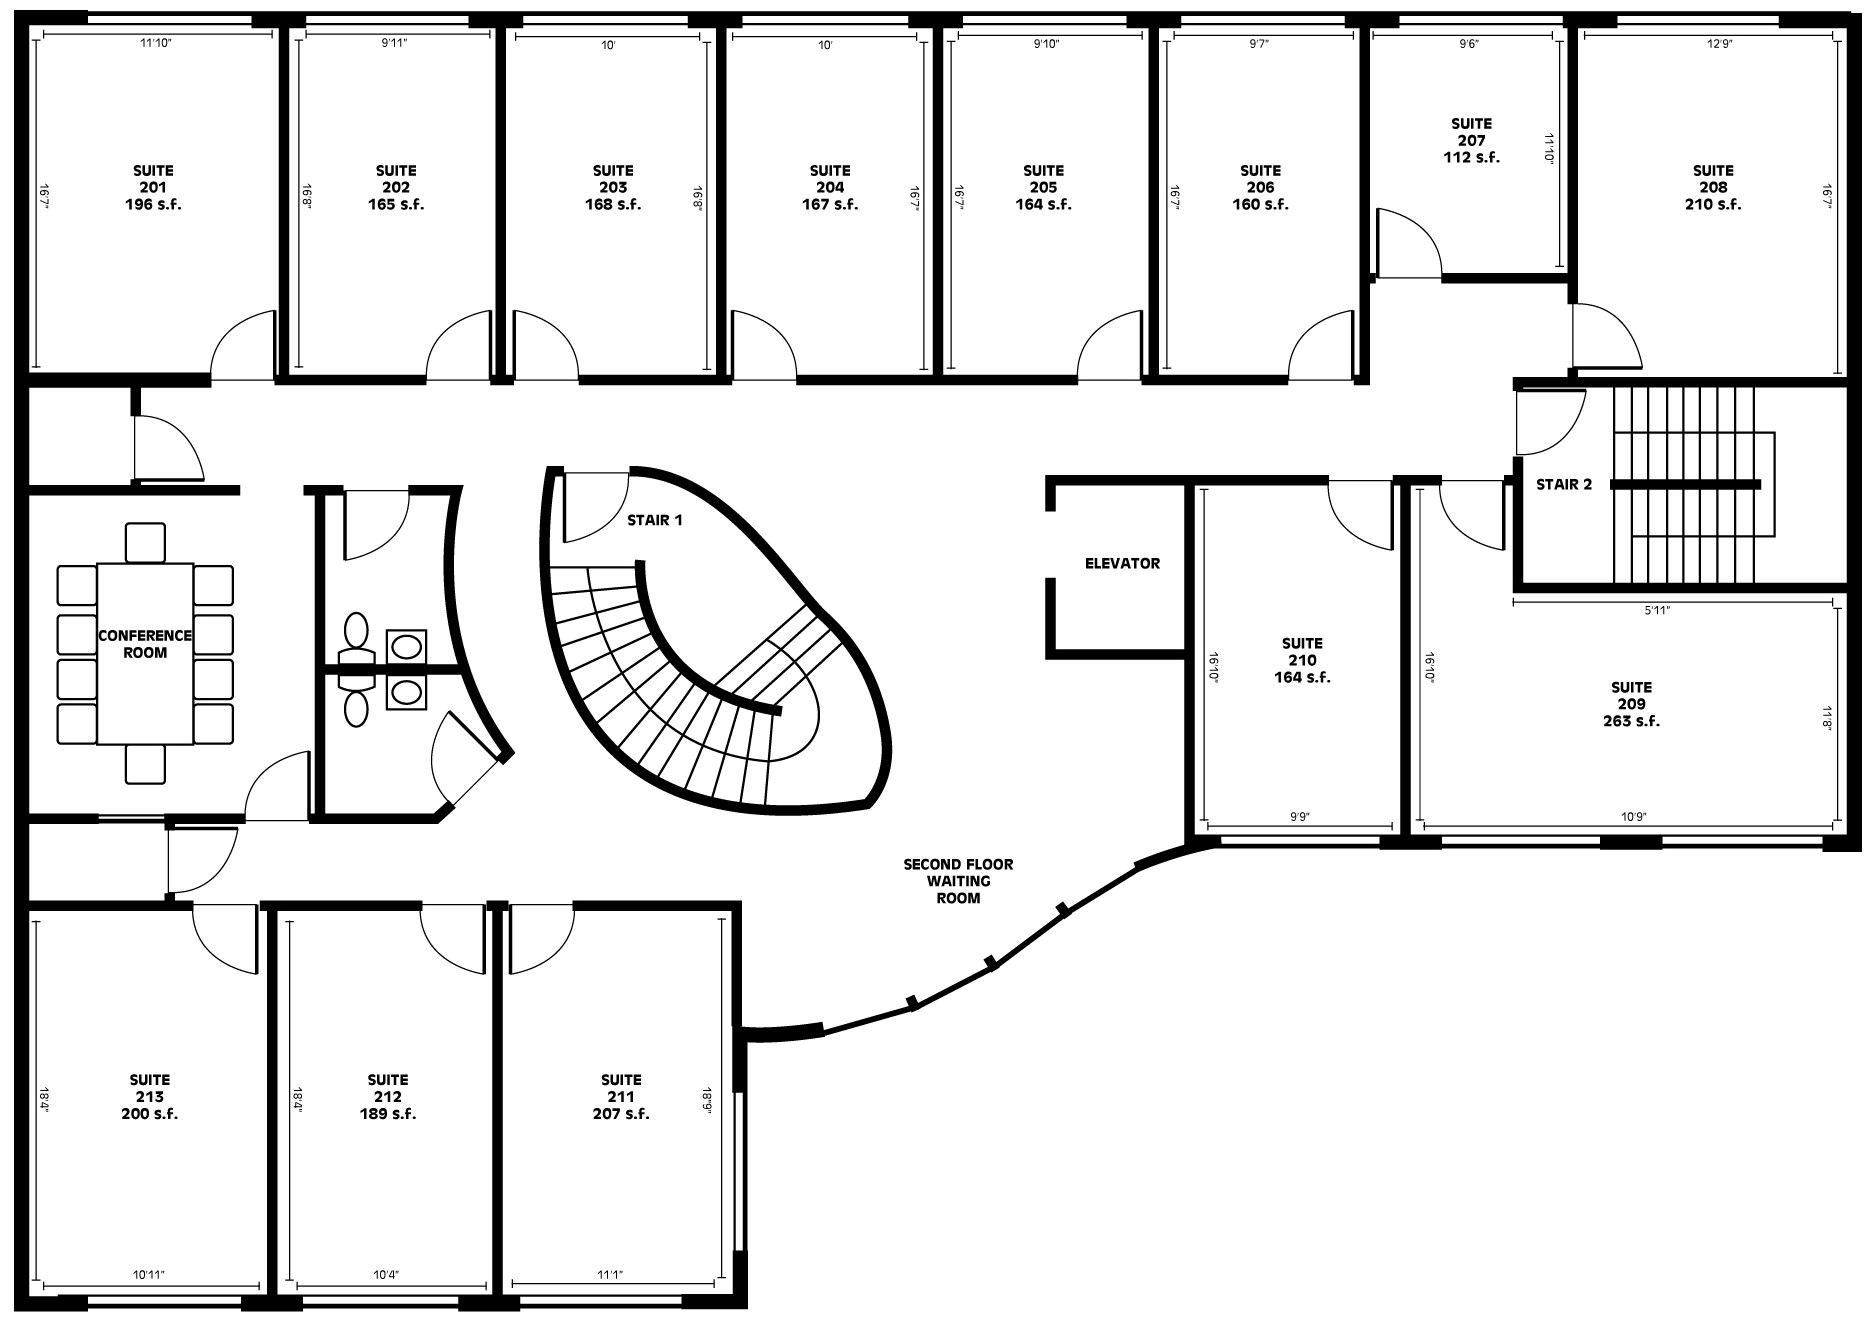 11'10"
9'11"
10'
10'
9'10"
9'7"
9'6"
12'9"
SUITE
201
196 s.f.
16'7"
SUITE
202
165 s.f.
16'8"
SUITE
203
168 s.f.
16'8"
SUITE
204
167 s.f.
16'7"
SUITE
205
164 s.f.
16'7"
SUITE
206
160 s.f.
16'7"
SUITE
207
112 s.f.
11'10"
SUITE
208
210 s.f.
16'7"
STAIR 1
STAIR 2
ELEVATOR
CONFERENCE
ROOM
SUITE
210
164 s.f.
16'10"
9'9"
5'11"
SUITE
209
263 s.f.
16'10"
11'8"
10'9"
SECOND FLOOR
WAITING
ROOM
SUITE
213
200 s.f.
18'4"
10'11"
SUITE
212
189 s.f.
18'4"
10'4"
SUITE
211
207 s.f.
18"9"
11'1"